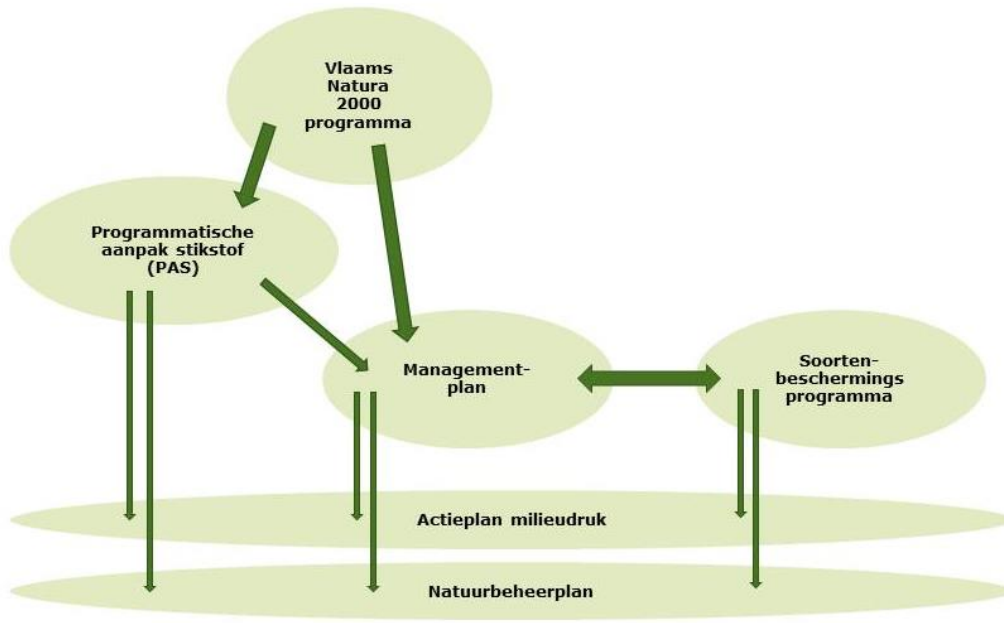 Vlaams
Natura
2000
programma
Programmatische
aanpak stikstof
(PAS)
Management-
plan
Soorten-
beschermings
programma
Actieplan milieudruk
Natuurbeheerplan